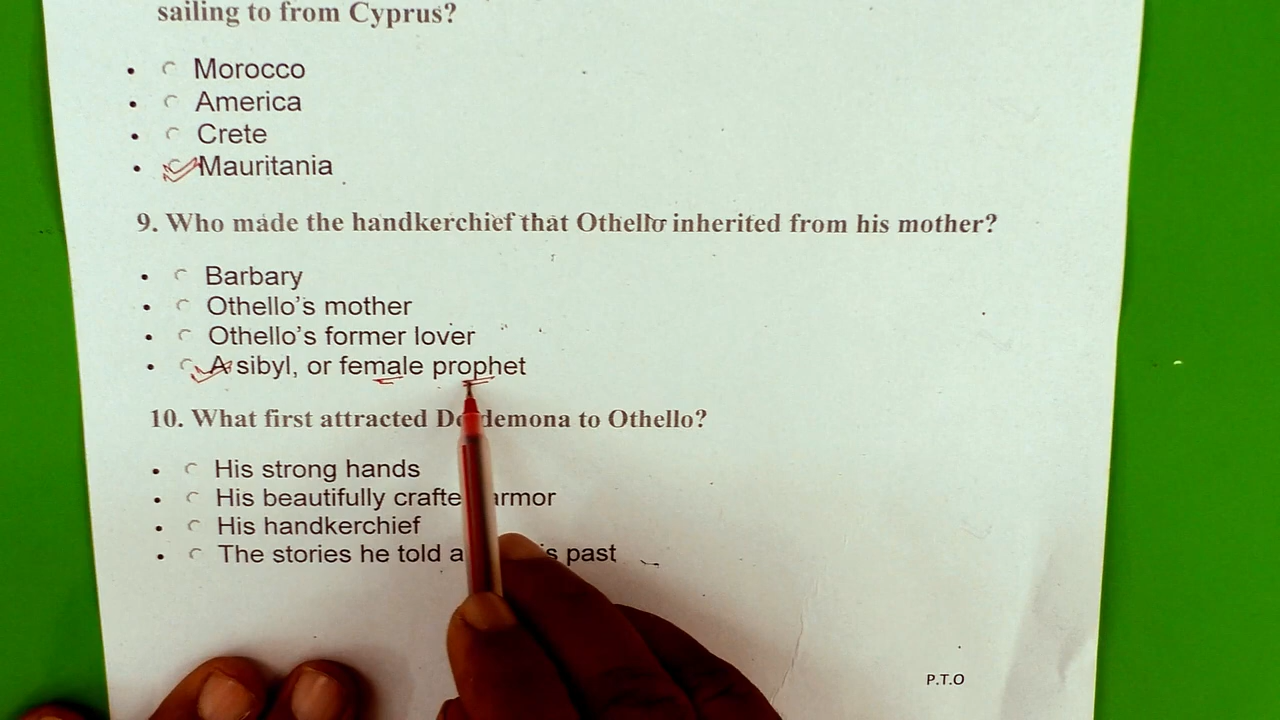 sailing to from Cyprus?
Morocco
America
Crete
Mauritania
9. Who made the handkerchief that Othello inherited from his mother?
Barbary
Othello's mother
Othello's former lover
A sibyl, or female prophet
10. What first attracted Desdemona to Othello?
His strong hands
His beautifully crafted armor
His handkerchief
The stories he told past
P.T.O